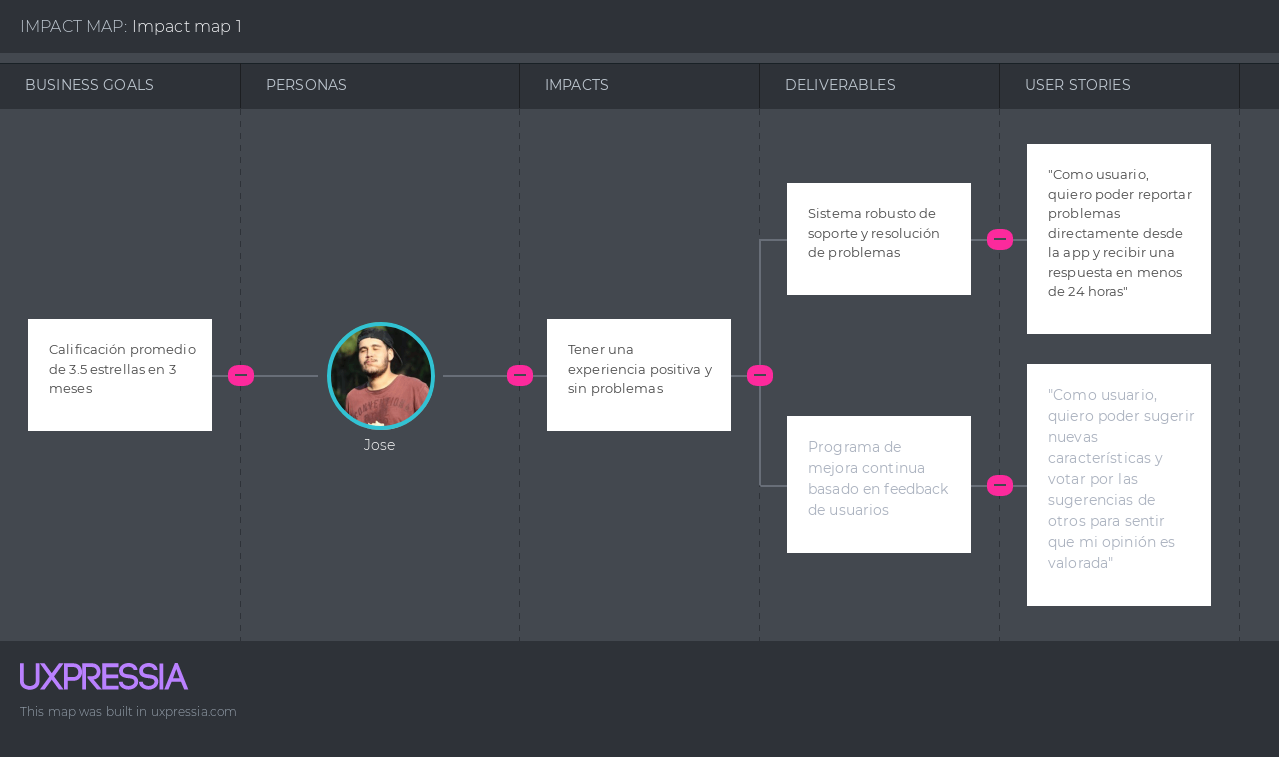 IMPACT MAP: Impact map 1
BUSINESS GOALS
PERSONAS
IMPACTS
DELIVERABLES
USER STORIES
Calificación promedio
de 3.5 estrellas en 3
meses
Jose
Tener una
experiencia positiva y
sin problemas
Sistema robusto de
soporte y resolución
de problemas
"Como usuario,
quiero poder reportar
problemas
directamente desde
la app y recibir una
respuesta en menos
de 24 horas"
Programa de
mejora continua
basado en feedback
de usuarios
"Como usuario,
quiero poder sugerir
nuevas
características y
votar por las
sugerencias de
otros para sentir
que mi opinión es
valorada"
UXPRESSIA
This map was built in uxpressia.com